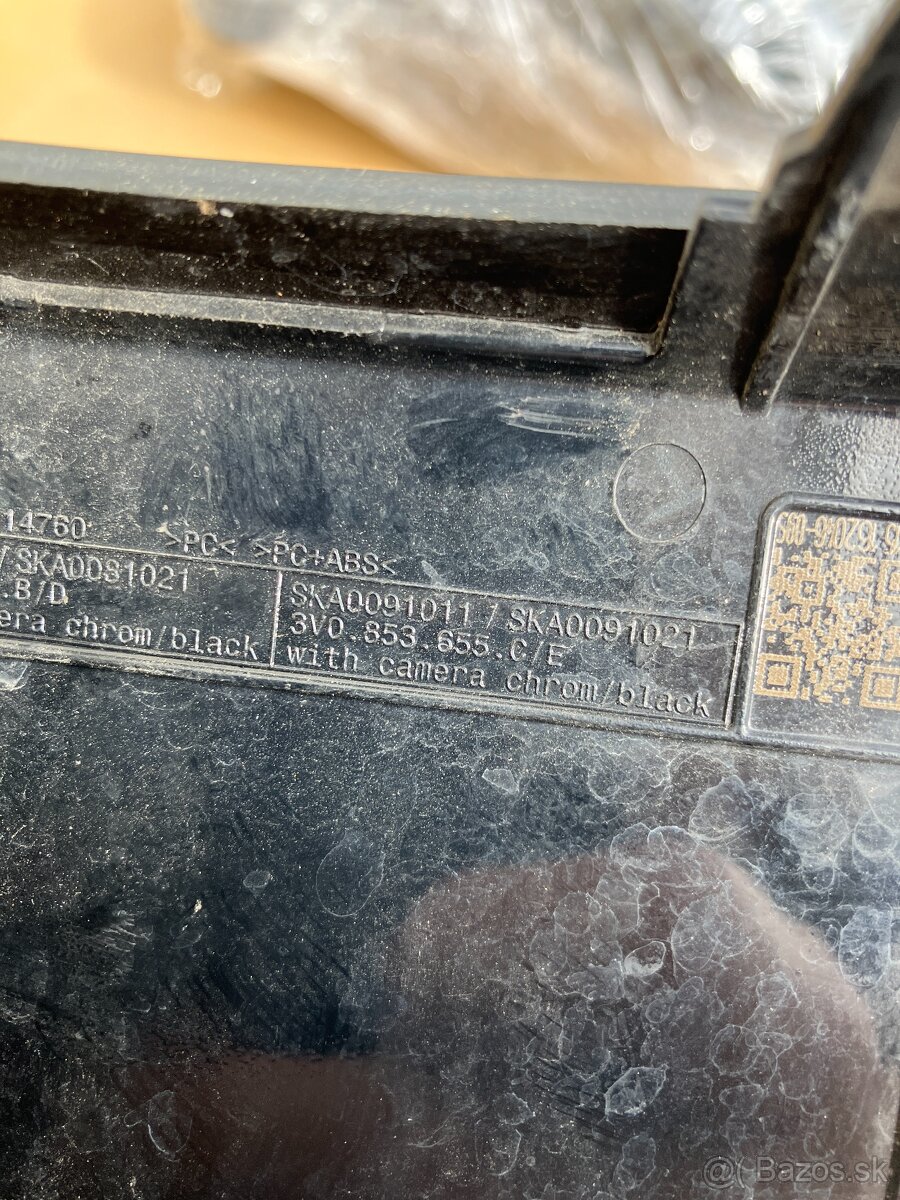 14760 >PC< >PC+ABS<
/ SKA0081021
.B/D
era chrom/black
SKA0091011 / SKA0091021
3V0.853.655.C/E
with camera chrom/black
@( Bazos.sk